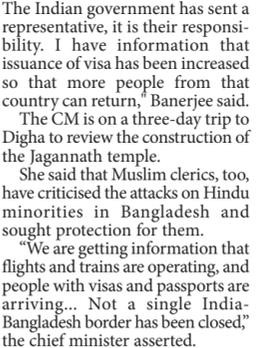 The Indian government has sent a
representative, it is their responsi-
bility. I have information that
issuance of visa has been increased
so that more people from that
country can return," Banerjee said.
The CM is on a three-day trip to
Digha to review the construction of
the Jagannath temple.
She said that Muslim clerics, too,
have criticised the attacks on Hindu
minorities in Bangladesh and
sought protection for them.
“We are getting information that
flights and trains are operating, and
people with visas and passports are
arriving... Not a single India-
Bangladesh border has been closed,”
the chief minister asserted.